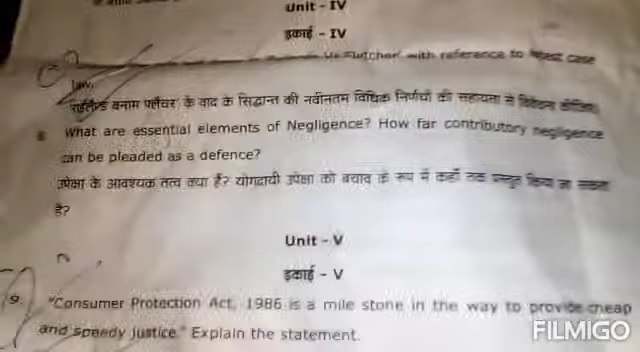 Unit - IV
इकाई - IV
with reference to latest case
law.
राईलैण्ड बनाम फ्लैचर के वाद के सिद्धान्त की नवीनतम विधिक निर्णयों की सहायता से विवेचना कीजिए।
8. What are essential elements of Negligence? How far contributory negligence
can be pleaded as a defence?
उपेक्षा के आवश्यक तत्व क्या हैं? योगदायी उपेक्षा को बचाव के रूप में कहाँ तक प्रस्तुत किया जा सकता
है?
Unit - V
इकाई - V
9. "Consumer Protection Act, 1986 is a mile stone in the way to provide cheap
and speedy justice." Explain the statement.
FILMIGO